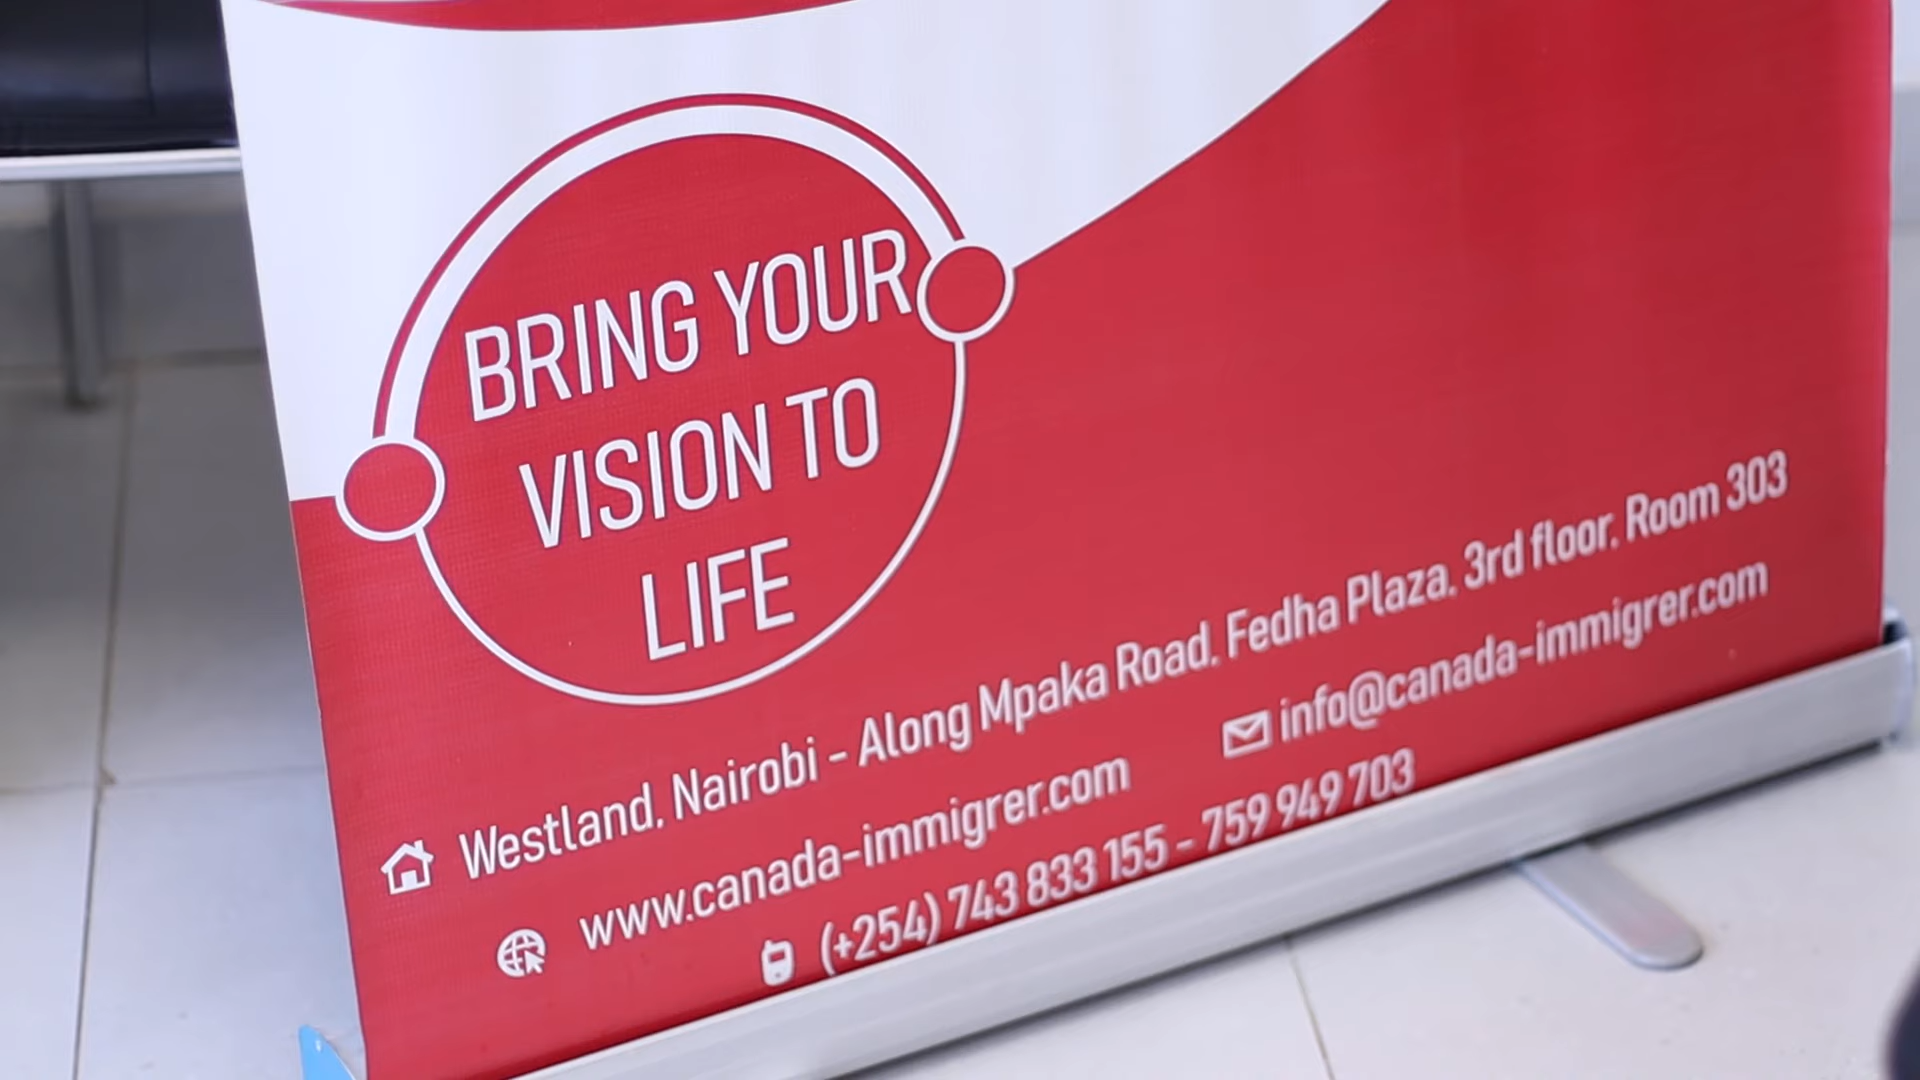 BRING YOUR
VISION TO
LIFE
Westland, Nairobi - Along Mpaka Road, Fedha Plaza, 3rd floor, Room 303
www.canada-immigrer.com
info@canada-immigrer.com
(+254) 743 833 155 - 759 949 703